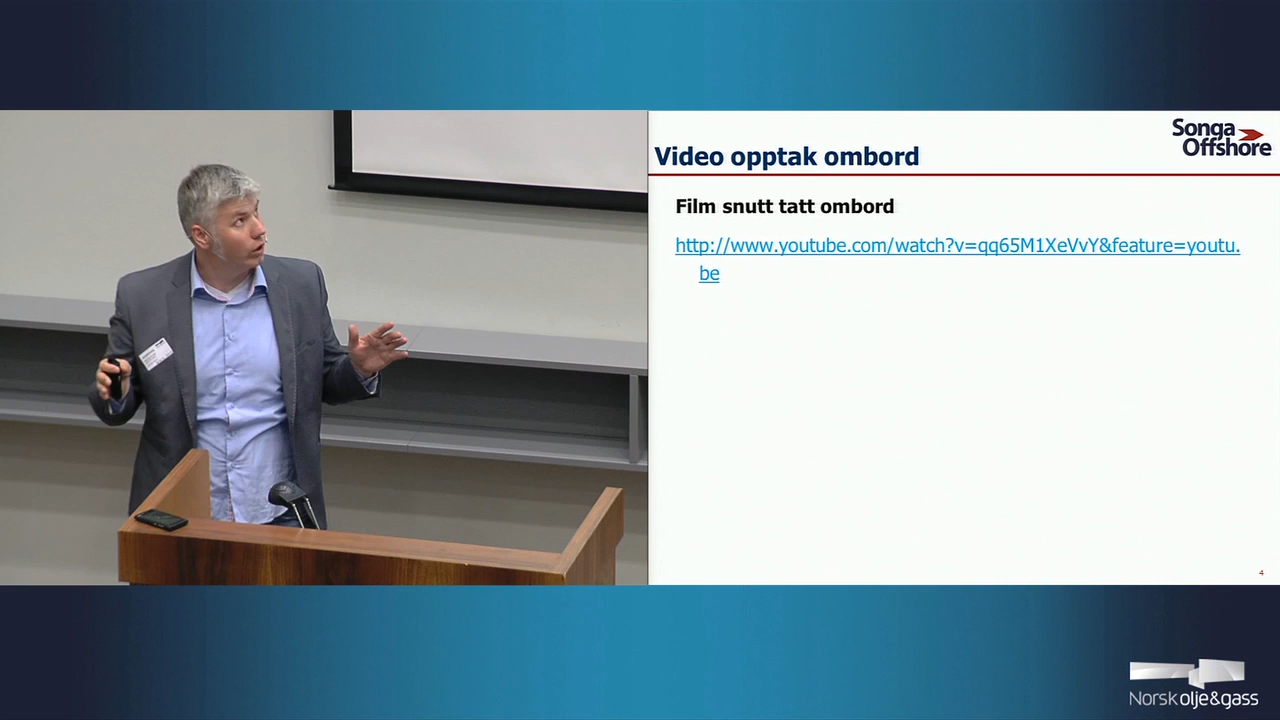 Songa
Offshore
Video opptak ombord
Film snutt tatt ombord
http://www.youtube.com/watch?v=qq65M1XeVvY&feature=youtu.
be
4
Norskolje&gass